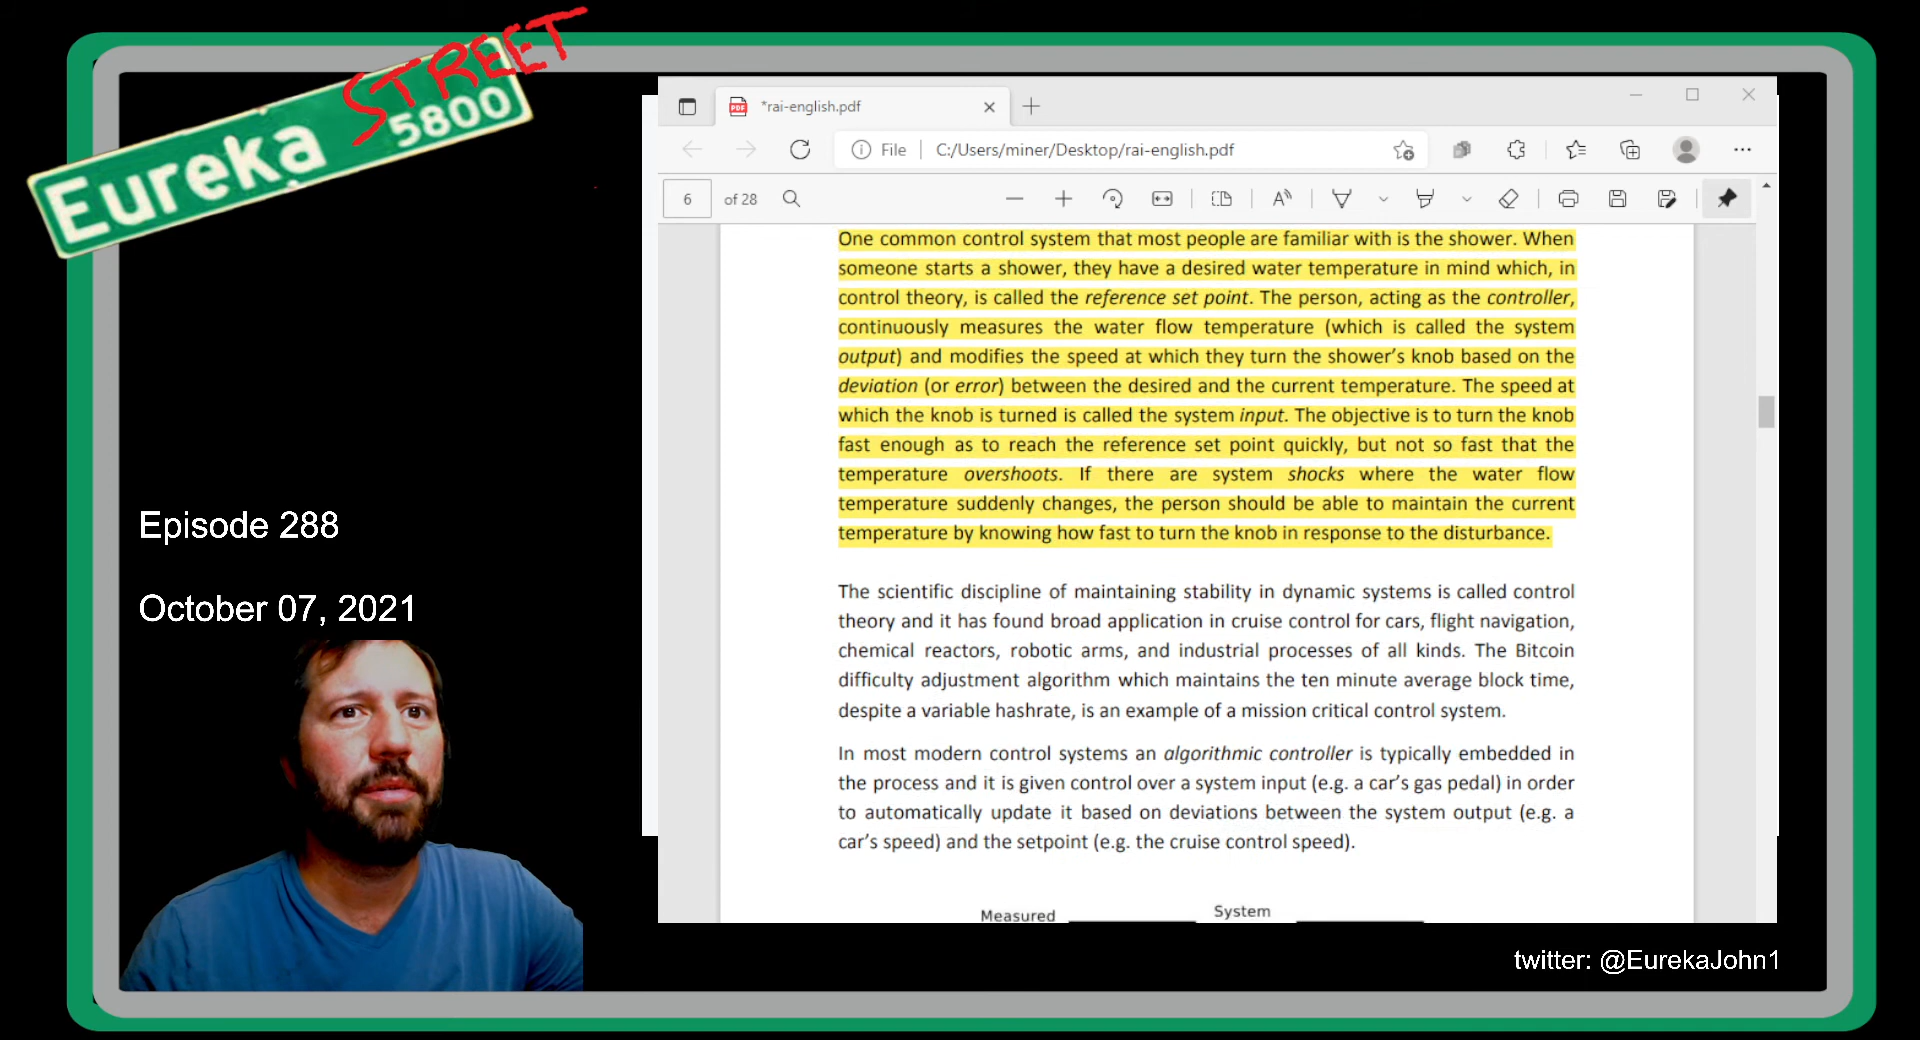 Eureka STREET
5800
Episode 288
October 07, 2021
*rai-english.pdf
File
C:/Users/miner/Desktop/rai-english.pdf
6 of 28
One common control system that most people are familiar with is the shower. When
someone starts a shower, they have a desired water temperature in mind which, in
control theory, is called the reference set point. The person, acting as the controller,
continuously measures the water flow temperature (which is called the system
output) and modifies the speed at which they turn the shower's knob based on the
deviation (or error) between the desired and the current temperature. The speed at
which the knob is turned is called the system input. The objective is to turn the knob
fast enough as to reach the reference set point quickly, but not so fast that the
temperature overshoots. If there are system shocks where the water flow
temperature suddenly changes, the person should be able to maintain the current
temperature by knowing how fast to turn the knob in response to the disturbance.
The scientific discipline of maintaining stability in dynamic systems is called control
theory and it has found broad application in cruise control for cars, flight navigation,
chemical reactors, robotic arms, and industrial processes of all kinds. The Bitcoin
difficulty adjustment algorithm which maintains the ten minute average block time,
despite a variable hashrate, is an example of a mission critical control system.
In most modern control systems an algorithmic controller is typically embedded in
the process and it is given control over a system input (e.g. a car's gas pedal) in order
to automatically update it based on deviations between the system output (e.g. a
car's speed) and the setpoint (e.g. the cruise control speed).
Measured
System
twitter: @EurekaJohn1